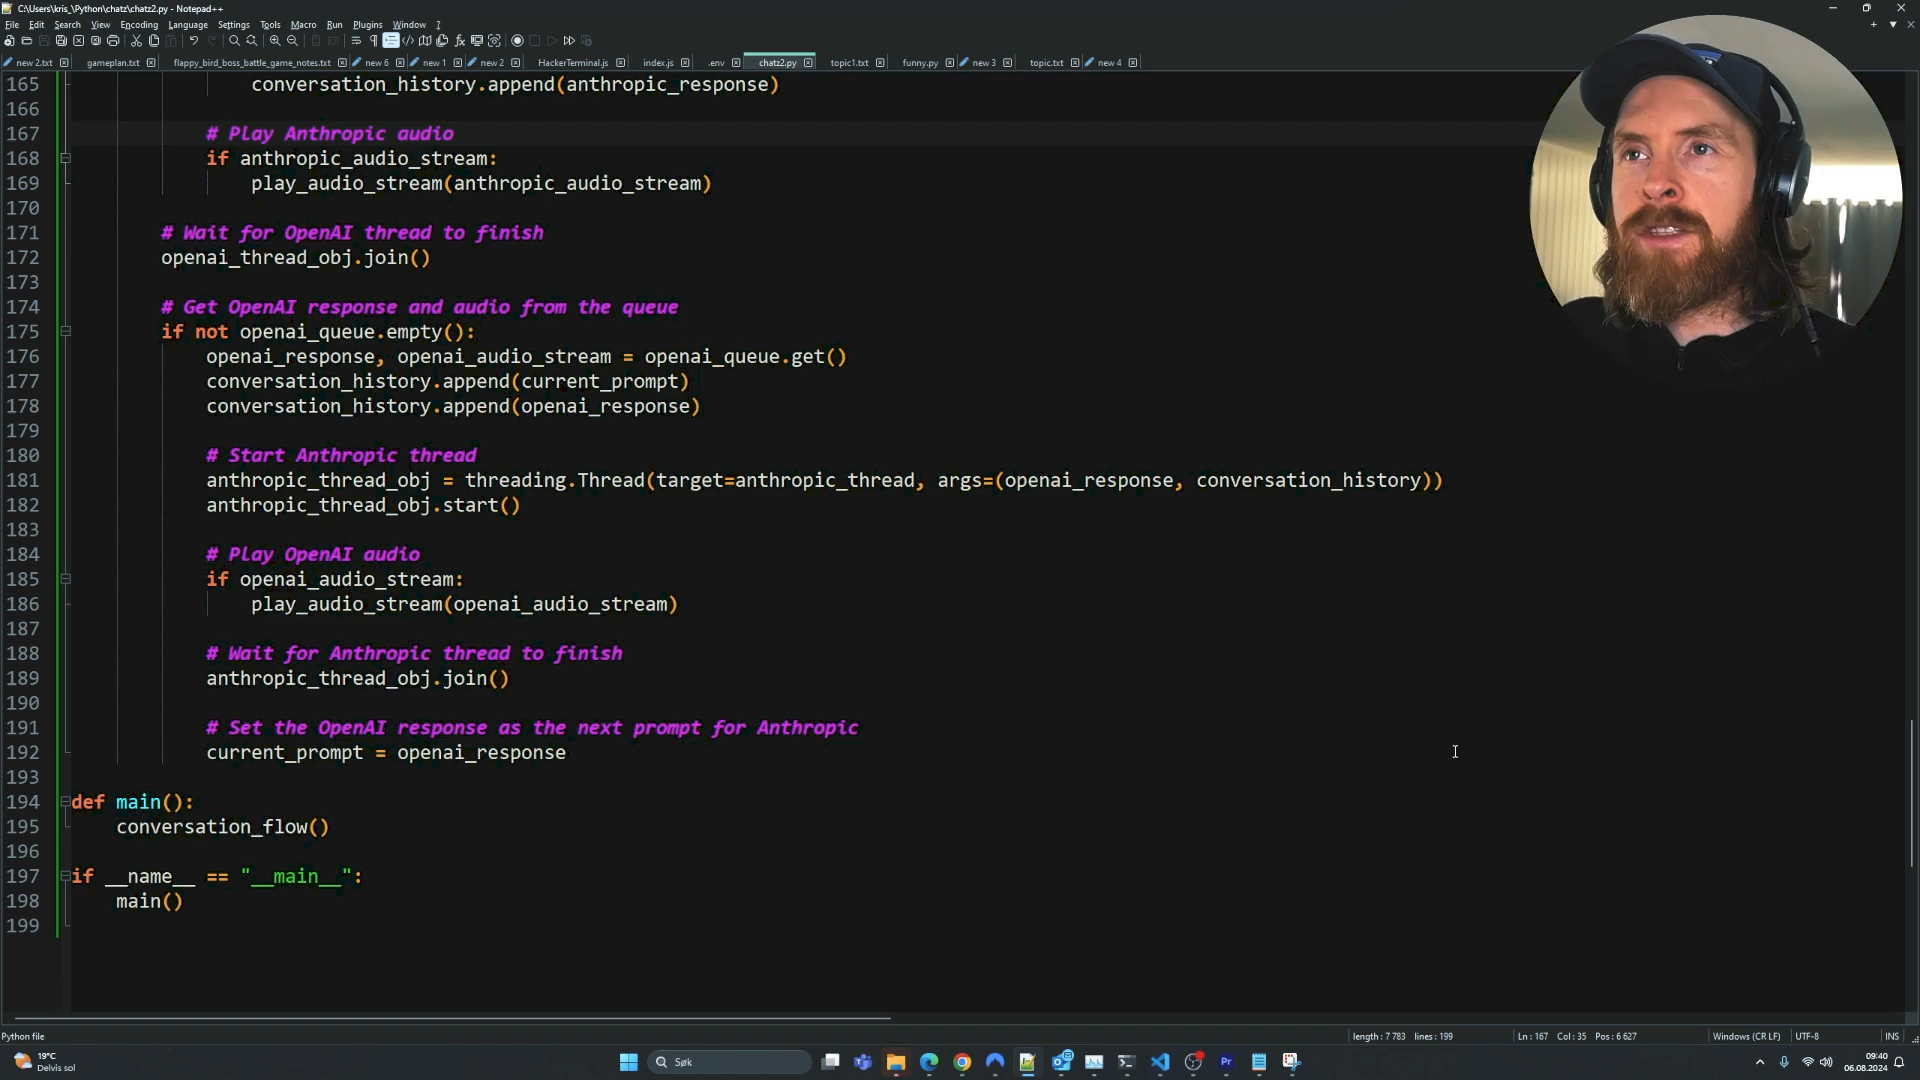 C:\Users\kris_\Python\chatz\chatz2.py - Notepad++
File Edit Search View Encoding Language Settings Tools Macro Run Plugins Window ?
new 2.txt gameplan.txt flappy_bird_boss_battle_game_notes.txt new 6 new 1 new 2 HackerTerminal.js index.js .env chatz2.py topic1.txt funny.py new 3 topic.txt new 4
165 conversation_history.append(anthropic_response)
166
167 # Play Anthropic audio
168 if anthropic_audio_stream:
169 play_audio_stream(anthropic_audio_stream)
170
171 # Wait for OpenAI thread to finish
172 openai_thread_obj.join()
173
174 # Get OpenAI response and audio from the queue
175 if not openai_queue.empty():
176 openai_response, openai_audio_stream = openai_queue.get()
177 conversation_history.append(current_prompt)
178 conversation_history.append(openai_response)
179
180 # Start Anthropic thread
181 anthropic_thread_obj = threading.Thread(target=anthropic_thread, args=(openai_response, conversation_history))
182 anthropic_thread_obj.start()
183
184 # Play OpenAI audio
185 if openai_audio_stream:
186 play_audio_stream(openai_audio_stream)
187
188 # Wait for Anthropic thread to finish
189 anthropic_thread_obj.join()
190
191 # Set the OpenAI response as the next prompt for Anthropic
192 current_prompt = openai_response
193
194 def main():
195 conversation_flow()
196
197 if __name__ == "__main__":
198 main()
199
Python file length : 7 783 lines : 199 Ln : 167 Col : 35 Pos : 6 627 Windows (CR LF) UTF-8 INS
19°C
Delvis sol
Søk
Pr
09:40
06.08.2024